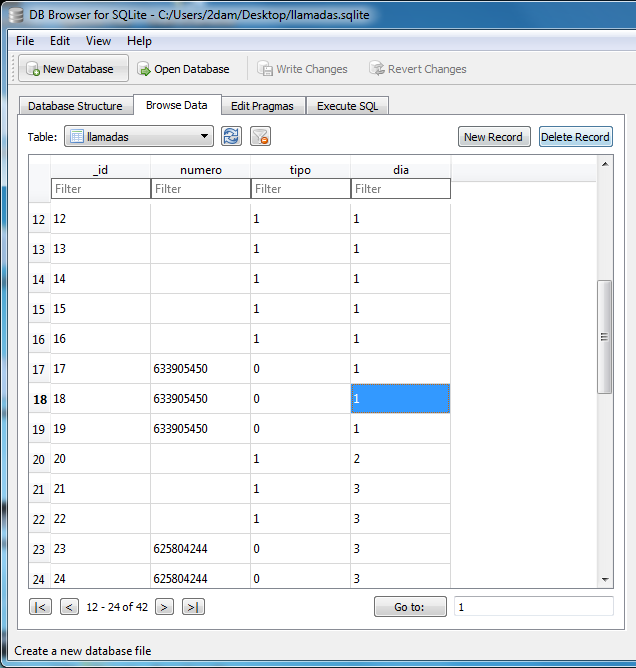 DB Browser for SQLite - C:/Users/2dam/Desktop/llamadas.sqlite
File Edit View Help
New Database Open Database Write Changes Revert Changes
Database Structure Browse Data Edit Pragmas Execute SQL
Table: llamadas New Record Delete Record
_id numero tipo dia
Filter Filter Filter Filter
12 12 1 1
13 13 1 1
14 14 1 1
15 15 1 1
16 16 1 1
17 17 633905450 0 1
18 18 633905450 0 1
19 19 633905450 0 1
20 20 1 2
21 21 1 3
22 22 1 3
23 23 625804244 0 3
24 24 625804244 0 3
|< < 12 - 24 of 42 > >| Go to: 1
Create a new database file